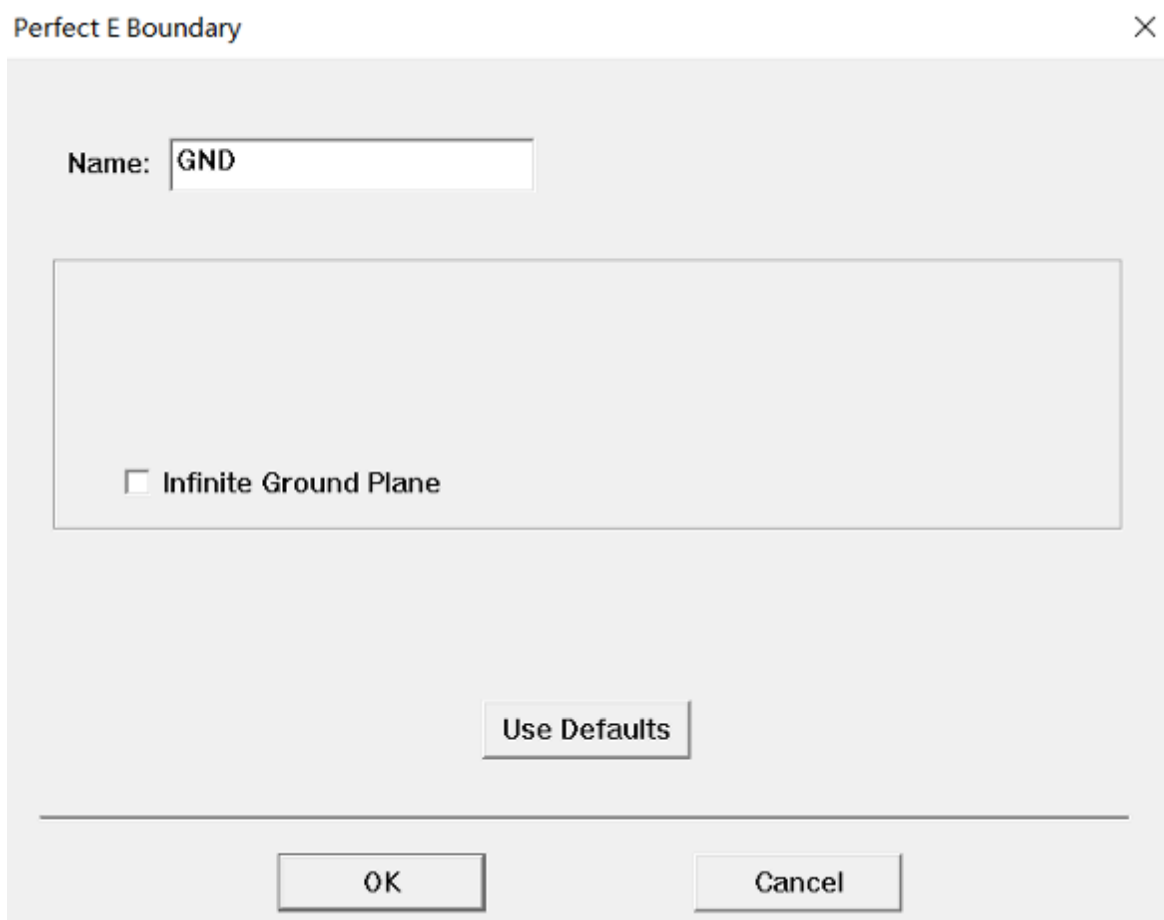 Perfect E Boundary
Name: GND
Infinite Ground Plane
Use Defaults
OK Cancel